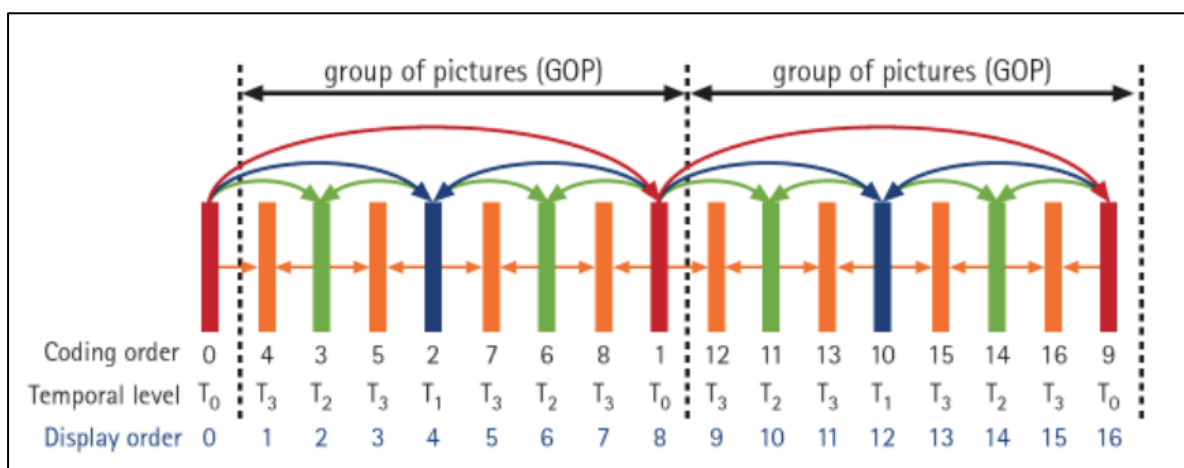 group of pictures (GOP) group of pictures (GOP)
Coding order 0 4 3 5 2 7 6 8 1 12 11 13 10 15 14 16 9
Temporal level T0 T3 T2 T3 T1 T3 T2 T3 T0 T3 T2 T3 T1 T3 T2 T3 T0
Display order 0 1 2 3 4 5 6 7 8 9 10 11 12 13 14 15 16